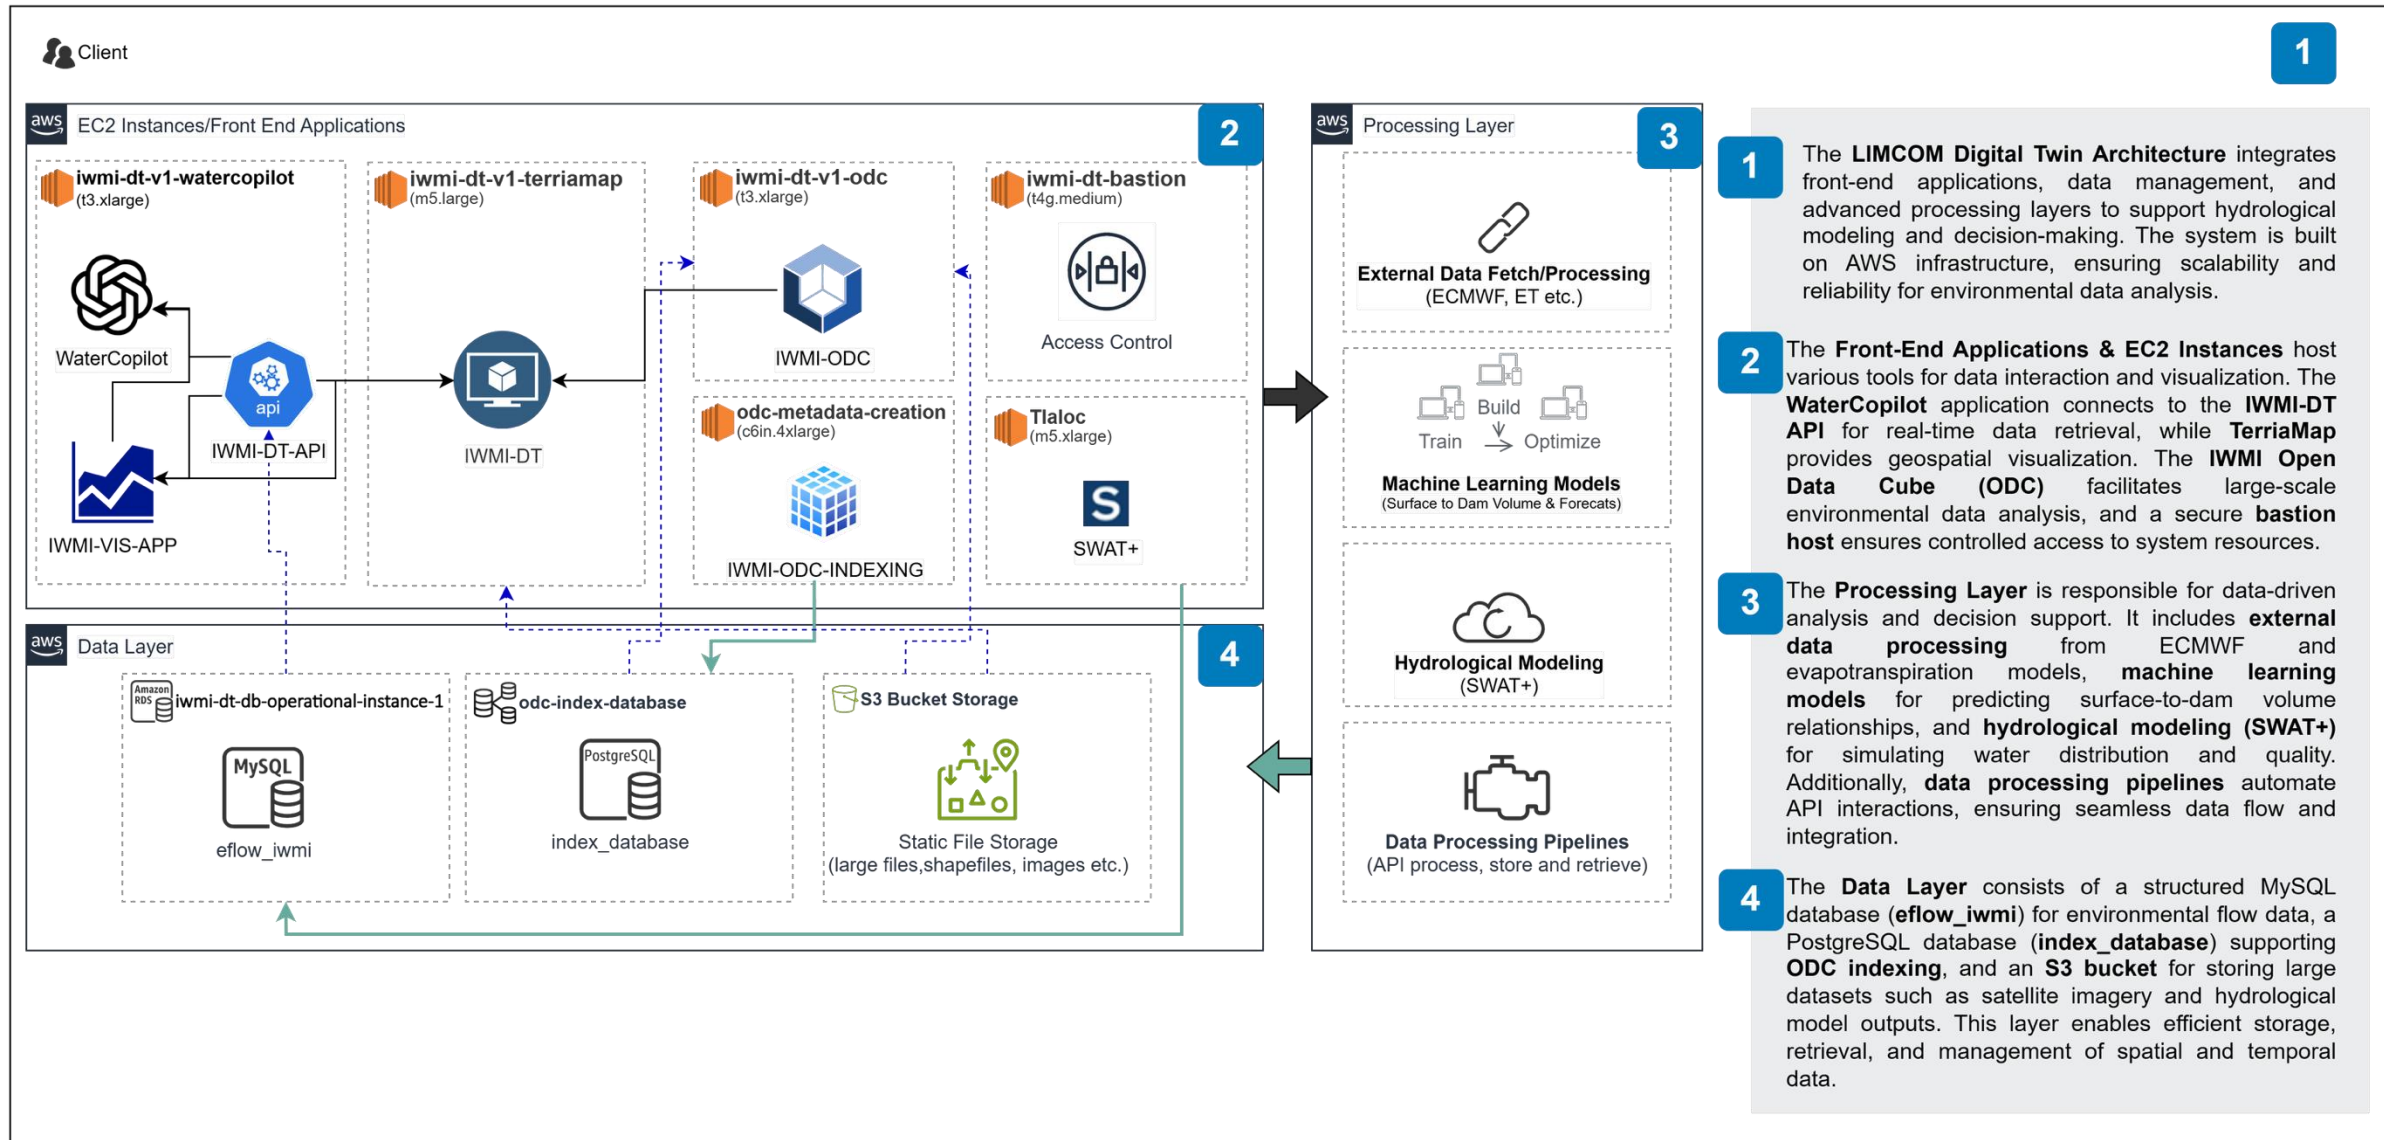 Client
1
aws
EC2 Instances/Front End Applications
2
iwmi-dt-v1-watercopilot
(t3.xlarge)
WaterCopilot
api
IWMI-DT-API
IWMI-VIS-APP
iwmi-dt-v1-terriamap
(m5.large)
IWMI-DT
iwmi-dt-v1-odc
(t3.xlarge)
IWMI-ODC
iwmi-dt-bastion
(t4g.medium)
Access Control
odc-metadata-creation
(c6in.4xlarge)
IWMI-ODC-INDEXING
Tlaloc
(m5.xlarge)
S
SWAT+
aws
Data Layer
4
Amazon
RDS
iwmi-dt-db-operational-instance-1
MySQL
eflow_iwmi
odc-index-database
PostgreSQL
index_database
S3 Bucket Storage
Static File Storage
(large files,shapefiles, images etc.)
aws
Processing Layer
3
External Data Fetch/Processing
(ECMWF, ET etc.)
Build
Train
Optimize
Machine Learning Models
(Surface to Dam Volume & Forecats)
Hydrological Modeling
(SWAT+)
Data Processing Pipelines
(API process, store and retrieve)
1
The LIMCOM Digital Twin Architecture integrates
front-end applications, data management, and
advanced processing layers to support hydrological
modeling and decision-making. The system is built
on AWS infrastructure, ensuring scalability and
reliability for environmental data analysis.
2
The Front-End Applications & EC2 Instances host
various tools for data interaction and visualization. The
WaterCopilot application connects to the IWMI-DT
API for real-time data retrieval, while TerriaMap
provides geospatial visualization. The IWMI Open
Data Cube (ODC) facilitates large-scale
environmental data analysis, and a secure bastion
host ensures controlled access to system resources.
3
The Processing Layer is responsible for data-driven
analysis and decision support. It includes external
data processing from ECMWF and
evapotranspiration models, machine learning
models for predicting surface-to-dam volume
relationships, and hydrological modeling (SWAT+)
for simulating water distribution and quality.
Additionally, data processing pipelines automate
API interactions, ensuring seamless data flow and
integration.
4
The Data Layer consists of a structured MySQL
database (eflow_iwmi) for environmental flow data, a
PostgreSQL database (index_database) supporting
ODC indexing, and an S3 bucket for storing large
datasets such as satellite imagery and hydrological
model outputs. This layer enables efficient storage,
retrieval, and management of spatial and temporal
data.